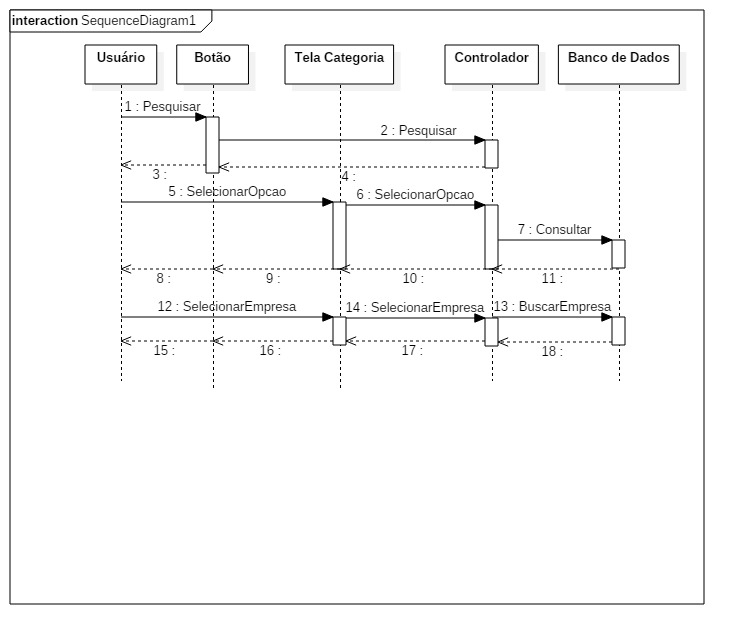 interaction SequenceDiagram1
Usuário
Botão
Tela Categoria
Controlador
Banco de Dados
1 : Pesquisar
2 : Pesquisar
3 :
4 :
5 : SelecionarOpcao
6 : SelecionarOpcao
7 : Consultar
8 :
9 :
10 :
11 :
12 : SelecionarEmpresa
14 : SelecionarEmpresa
13 : BuscarEmpresa
15 :
16 :
17 :
18 :